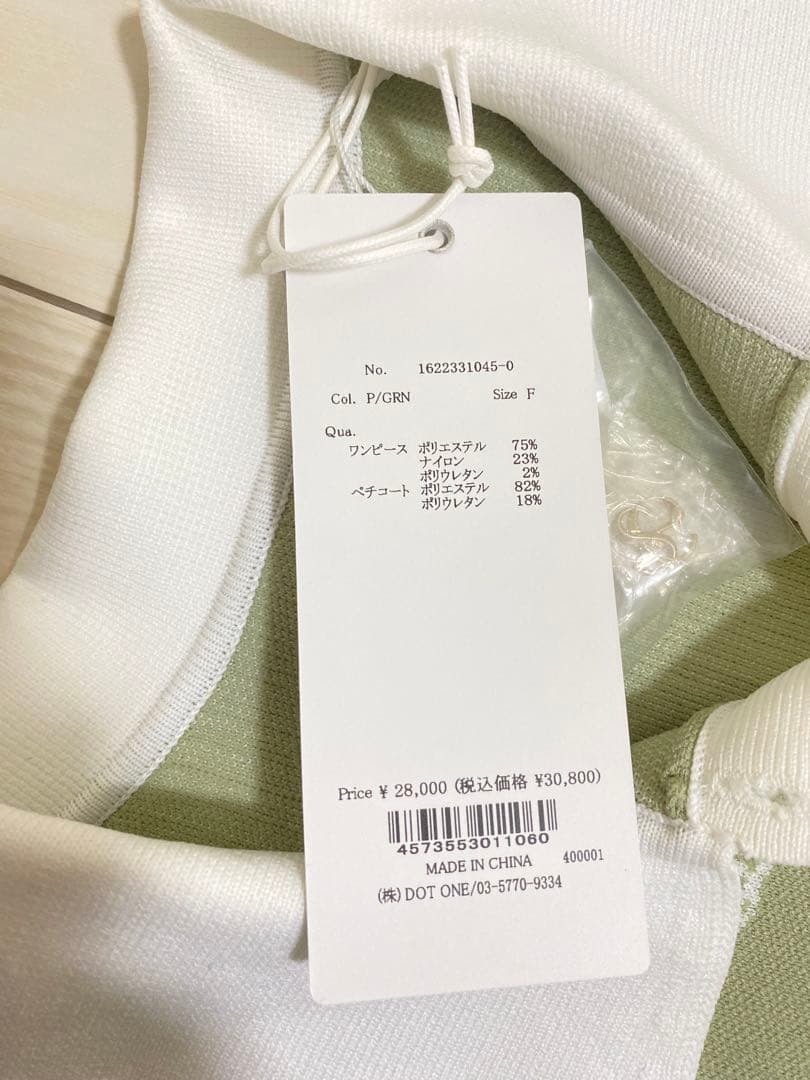 No. 1622331045-0
Col. P/GRN Size F
Qua.
ワンピース ポリエステル 75%
ナイロン 23%
ポリウレタン 2%
ペチコート ポリエステル 82%
ポリウレタン 18%
Price ¥ 28,000 (税込価格 ¥30,800)
4573553011060
MADE IN CHINA 400001
(株) DOT ONE/03-5770-9334